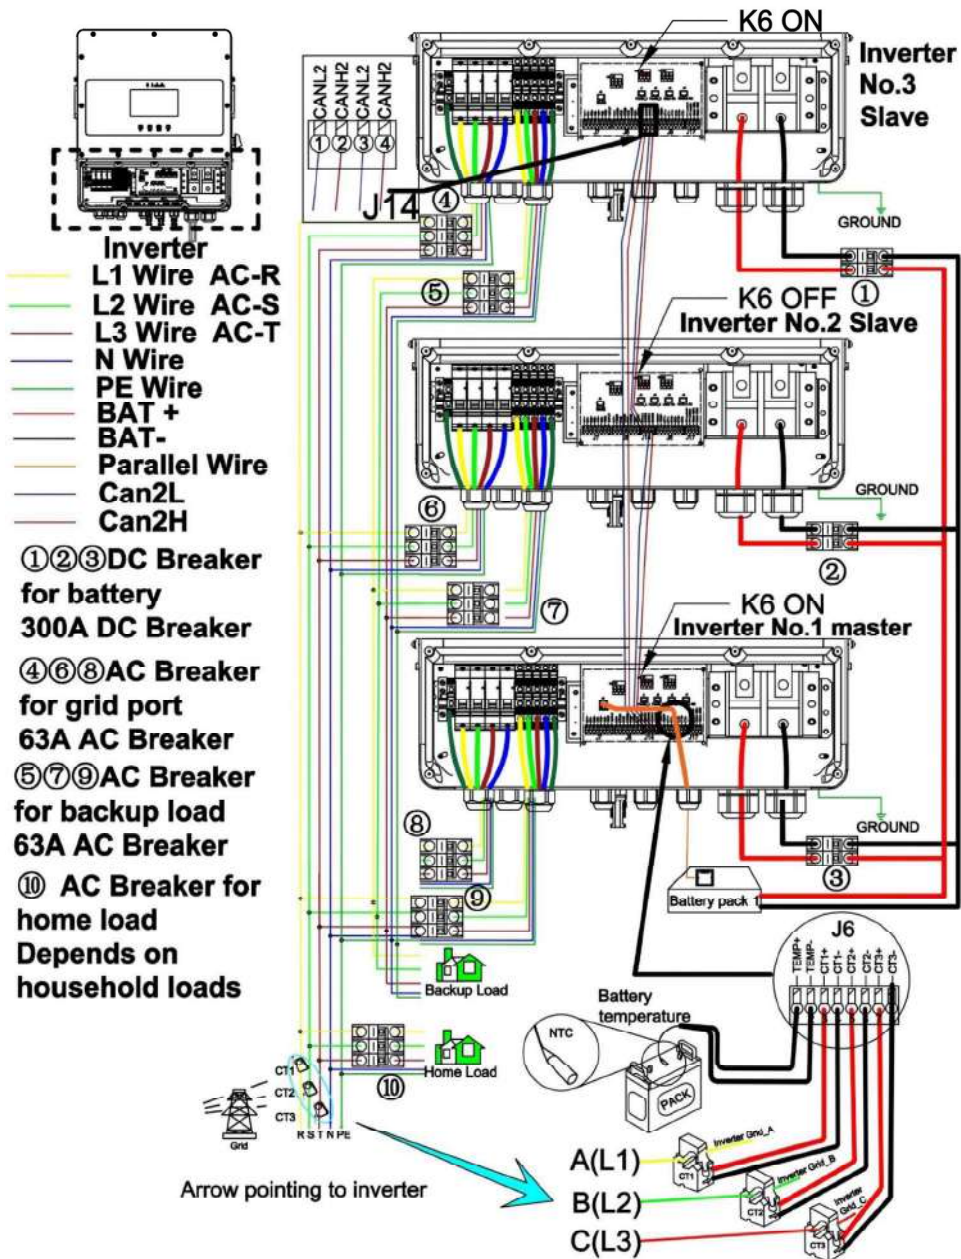 K6 ON
Inverter
No.3
Slave
CANL2
CANH2
CANL2
CANH2
① ② ③ ④
J14
④
GROUND
①
⑤
Inverter
L1 Wire AC-R
L2 Wire AC-S
L3 Wire AC-T
N Wire
PE Wire
BAT +
BAT-
Parallel Wire
Can2L
Can2H
①②③DC Breaker
for battery
300A DC Breaker
④⑥⑧AC Breaker
for grid port
63A AC Breaker
⑤⑦⑨AC Breaker
for backup load
63A AC Breaker
⑩ AC Breaker for
home load
Depends on
household loads
K6 OFF
Inverter No.2 Slave
GROUND
⑥
②
⑦
K6 ON
Inverter No.1 master
GROUND
⑧
③
⑨
Battery pack 1
Backup Load
Home Load
⑩
CT1
CT2
CT3
Grid
R S T N PE
Arrow pointing to inverter
J6
TEMP+
TEMP-
CT1+
CT1-
CT2+
CT2-
CT3+
CT3-
Battery
temperature
NTC
PACK
A(L1)
CT1
Inverter Grid_A
B(L2)
CT2
Inverter Grid_B
C(L3)
CT3
Inverter
Grid_C